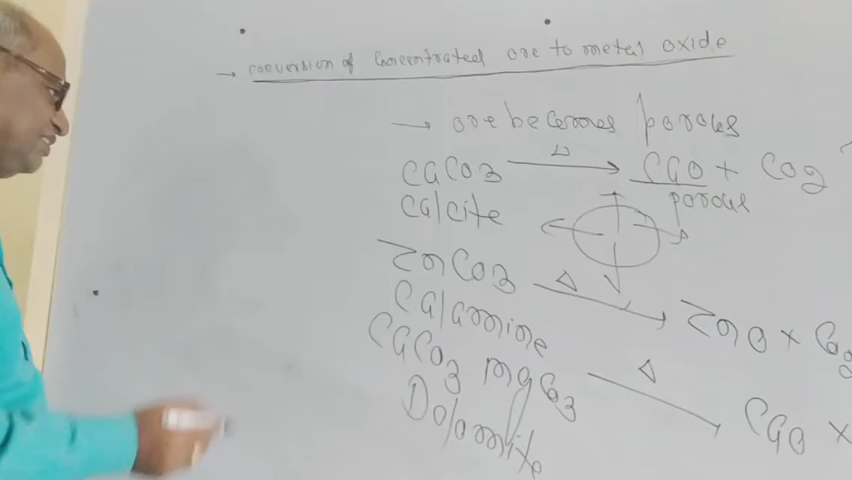 → conversion of concentrated ore to metal oxide
→ ore becomes porous
CaCO3 —Δ→ CaO + CO2 ↑
Calcite porous
ZnCO3 —Δ→ ZnO + CO2
Calamine
CaCO3 MgCO3 —Δ→ CaO +
Dolomite